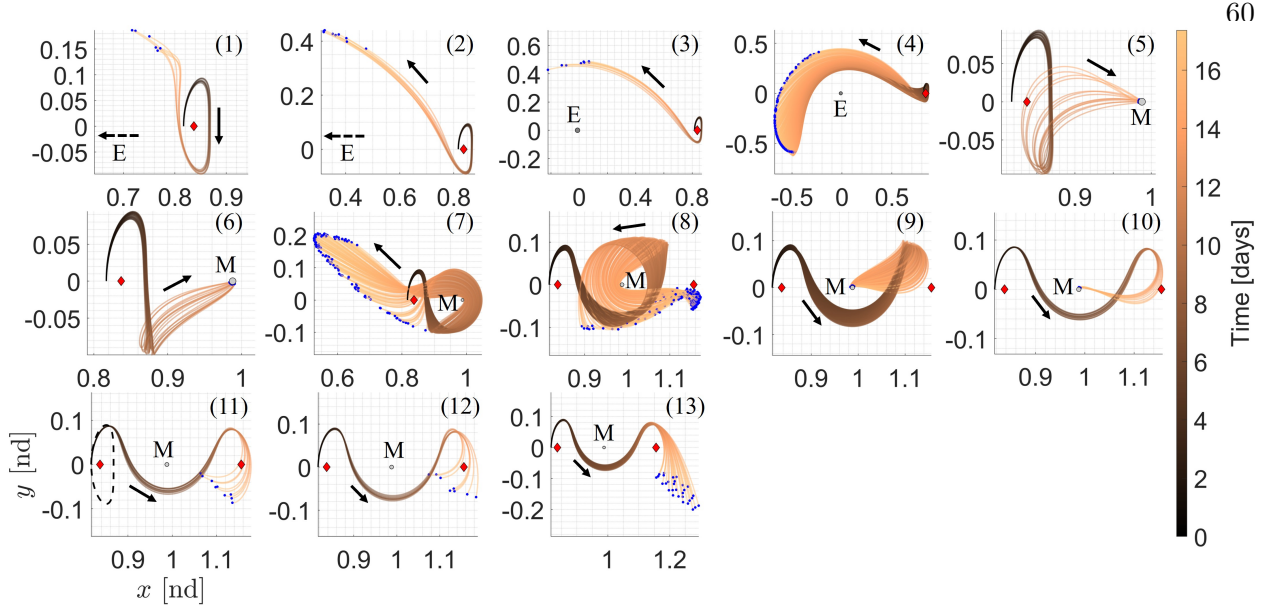 60
(1) (2) (3) (4) (5)
0.15 0.4 0.6 0.5 0.05
0.1 0.4
0.05 0.2 0.2 0 0
0 E E E M
-0.05 E 0 0 -0.5 -0.05
-0.2
0.7 0.8 0.9 0.4 0.6 0.8 0 0.2 0.4 0.6 0.8 -0.5 0 0.5 0.9 1
(6) (7) (8) (9) (10)
0.05 0.2 0.1 0.1 0.1
M 0.1 M M M
0 0 M 0 0 0
-0.05 -0.1 -0.1 -0.1 -0.1
0.8 0.9 1 0.6 0.8 1 0.9 1 1.1 0.9 1 1.1 0.9 1 1.1
(11) (12) (13)
0.1 0.1 0.1
M M M
0 0 0
-0.1 -0.1 -0.1
-0.2
0.9 1 1.1 0.9 1 1.1 1 1.2
y [nd]
x [nd]
16
14
12
10
8
6
4
2
0
Time [days]